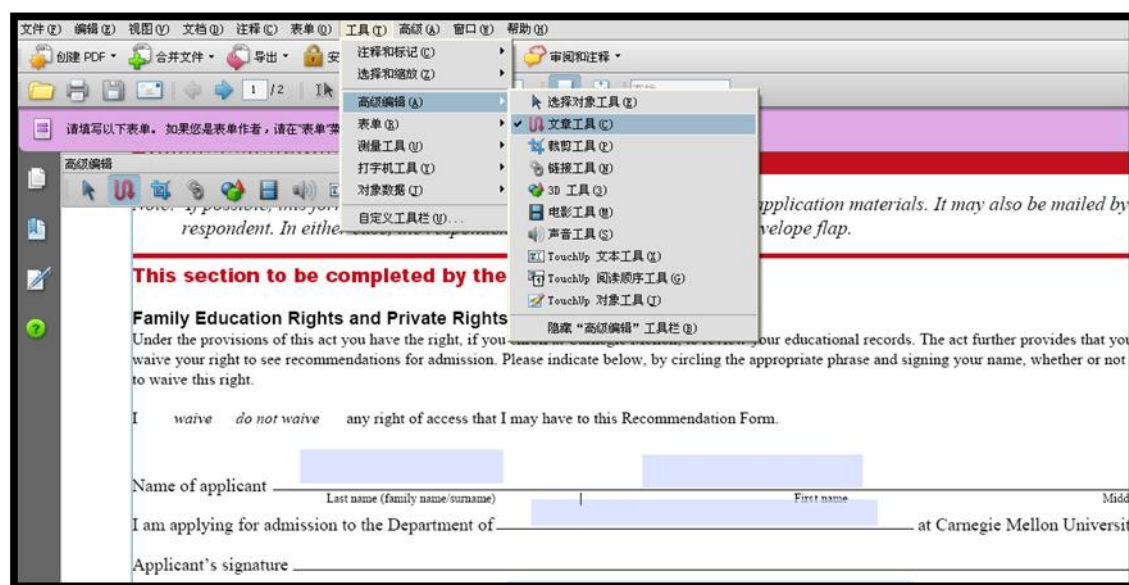 文件(F) 编辑(E) 视图(V) 文档(D) 注释(C) 表单(O) 工具(T) 高级(A) 窗口(W) 帮助(H)
创建 PDF 合并文件 导出 安 审阅和注释
1 /2
请填写以下表单。如果您是表单作者，请在"表单"菜
高级编辑
注释和标记(C)
选择和缩放(Z)
高级编辑(A)
表单(R)
测量工具(U)
打字机工具(Y)
对象数据(J)
自定义工具栏(U)...
选择对象工具(E)
文章工具(C)
裁剪工具(P)
链接工具(N)
3D 工具(3)
电影工具(M)
声音工具(S)
TouchUp 文本工具(X)
TouchUp 阅读顺序工具(G)
TouchUp 对象工具(J)
隐藏“高级编辑”工具栏(B)
application materials. It may also be mailed by
respondent. In velope flap.
This section to be completed by the
Family Education Rights and Private Rights
Under the provisions of this act you have the right, if you your educational records. The act further provides that you
waive your right to see recommendations for admission. Please indicate below, by circling the appropriate phrase and signing your name, whether or not
to waive this right.
I waive do not waive any right of access that I may have to this Recommendation Form.
Name of applicant
Last name (family name/surname) First name Midd
I am applying for admission to the Department of at Carnegie Mellon Universit
Applicant's signature